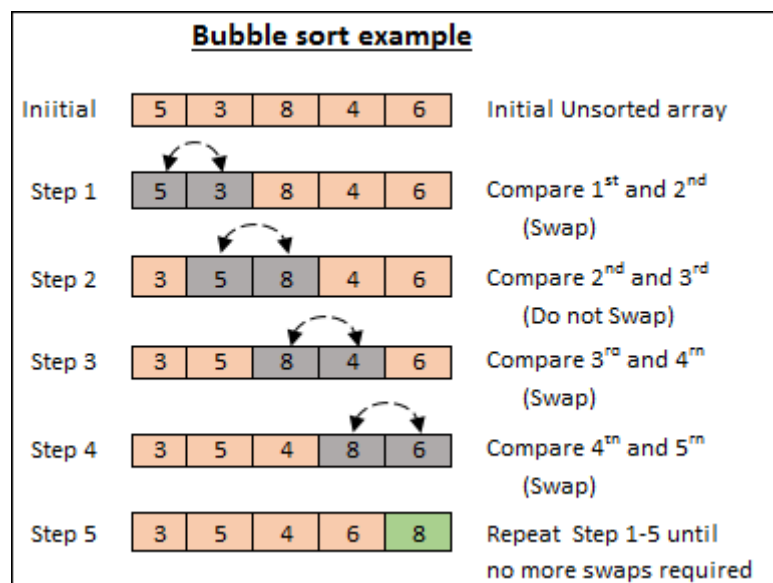 Bubble sort example
Iniitial 5 3 8 4 6 Initial Unsorted array
Step 1 5 3 8 4 6 Compare 1st and 2nd
(Swap)
Step 2 3 5 8 4 6 Compare 2nd and 3rd
(Do not Swap)
Step 3 3 5 8 4 6 Compare 3rd and 4th
(Swap)
Step 4 3 5 4 8 6 Compare 4th and 5th
(Swap)
Step 5 3 5 4 6 8 Repeat Step 1-5 until
no more swaps required